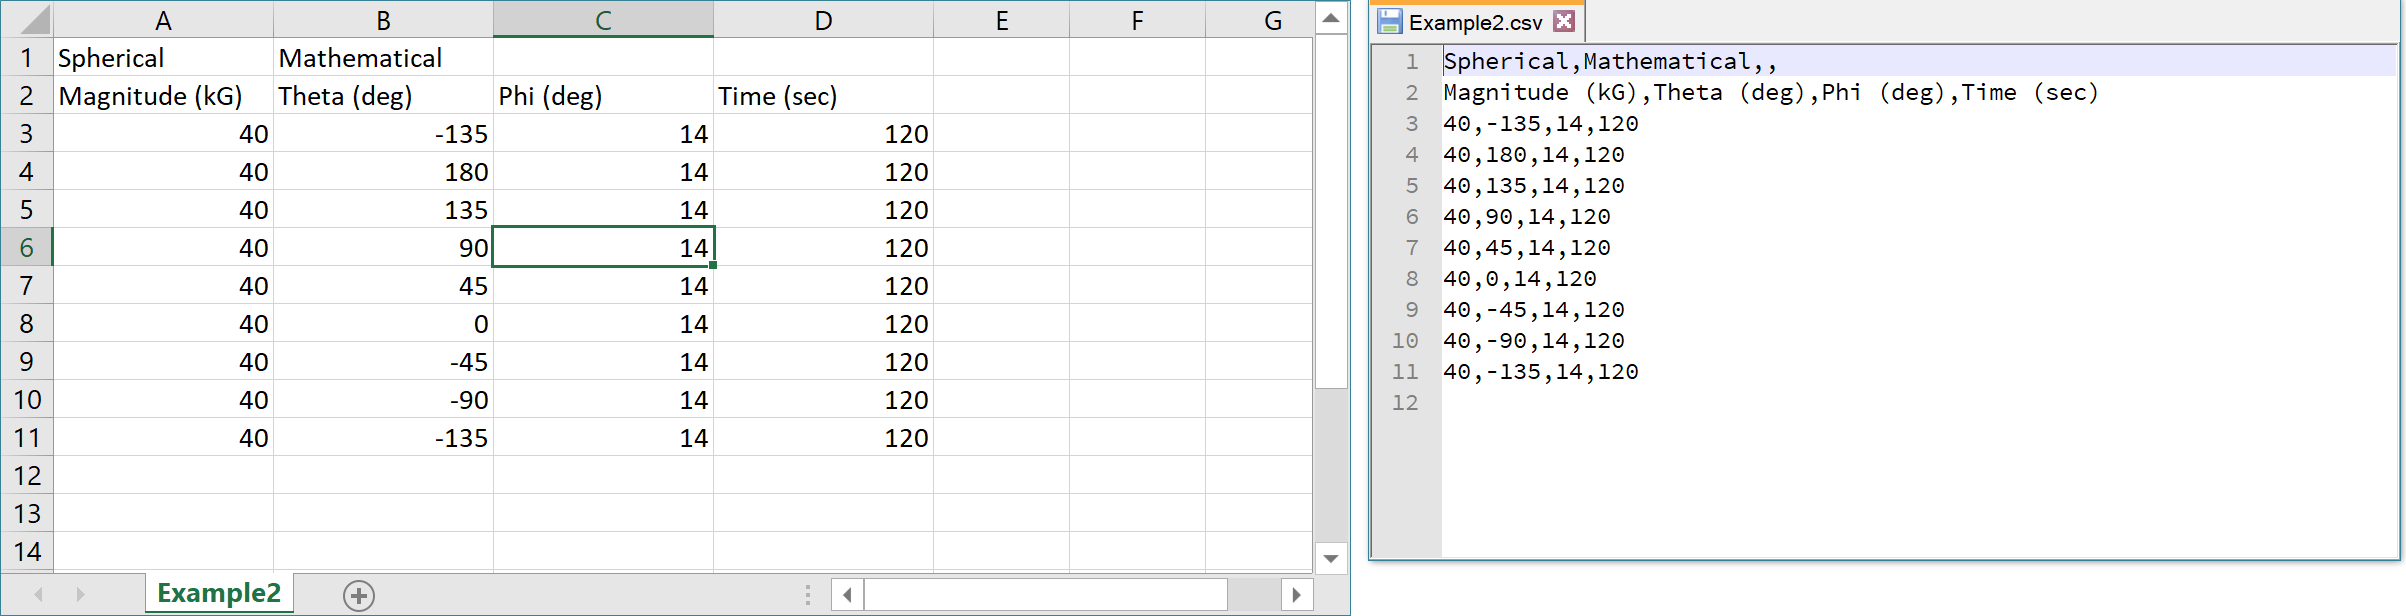 A B C D E F G
1 Spherical Mathematical
2 Magnitude (kG) Theta (deg) Phi (deg) Time (sec)
3 40 -135 14 120
4 40 180 14 120
5 40 135 14 120
6 40 90 14 120
7 40 45 14 120
8 40 0 14 120
9 40 -45 14 120
10 40 -90 14 120
11 40 -135 14 120
12
13
14
Example2
Example2.csv
1 Spherical,Mathematical,,
2 Magnitude (kG),Theta (deg),Phi (deg),Time (sec)
3 40,-135,14,120
4 40,180,14,120
5 40,135,14,120
6 40,90,14,120
7 40,45,14,120
8 40,0,14,120
9 40,-45,14,120
10 40,-90,14,120
11 40,-135,14,120
12